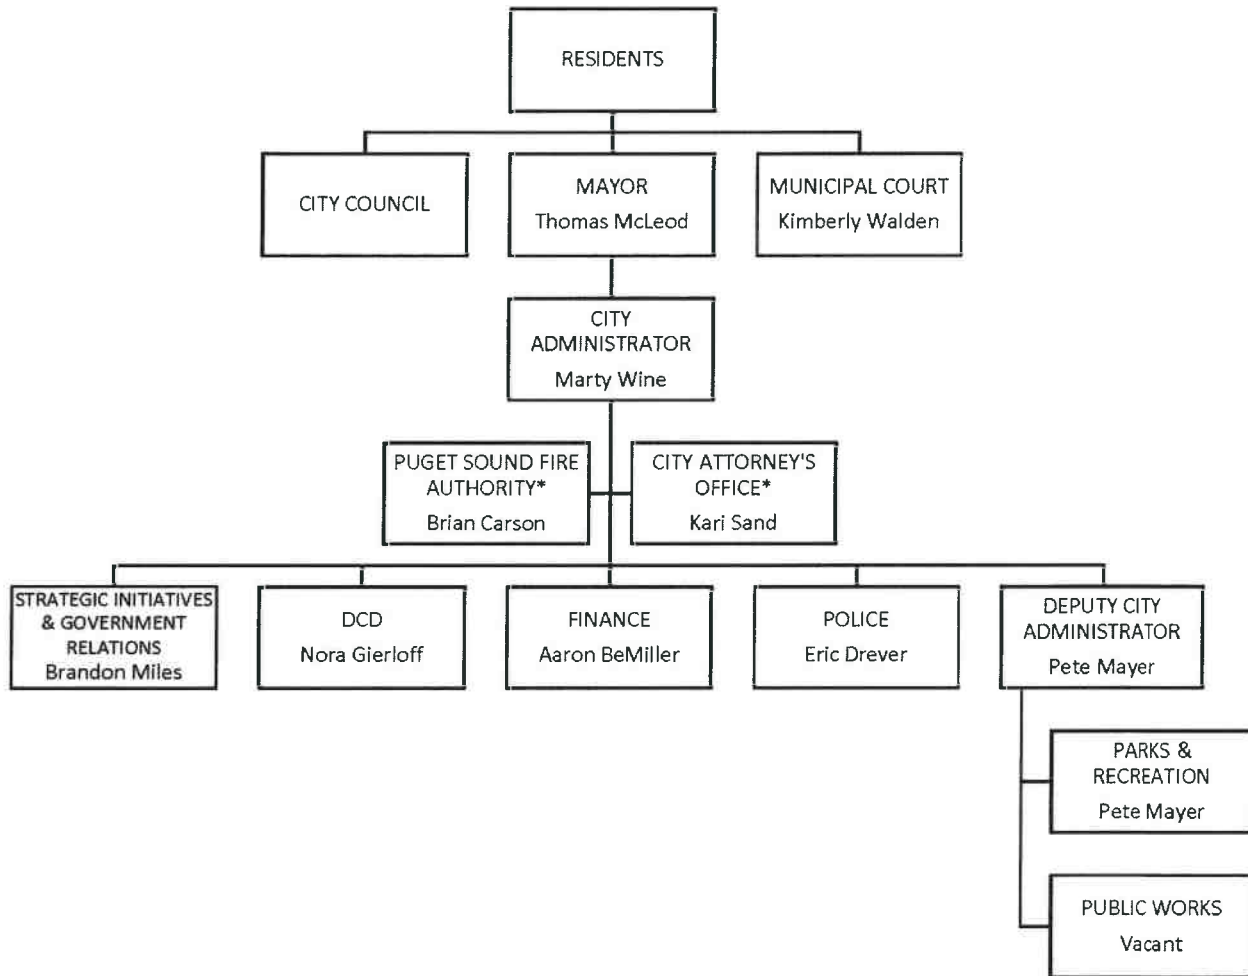 RESIDENTS
CITY COUNCIL
MAYOR
Thomas McLeod
MUNICIPAL COURT
Kimberly Walden
CITY
ADMINISTRATOR
Marty Wine
PUGET SOUND FIRE
AUTHORITY*
Brian Carson
CITY ATTORNEY'S
OFFICE*
Kari Sand
STRATEGIC INITIATIVES
& GOVERNMENT
RELATIONS
Brandon Miles
DCD
Nora Gierloff
FINANCE
Aaron BeMiller
POLICE
Eric Drever
DEPUTY CITY
ADMINISTRATOR
Pete Mayer
PARKS &
RECREATION
Pete Mayer
PUBLIC WORKS
Vacant